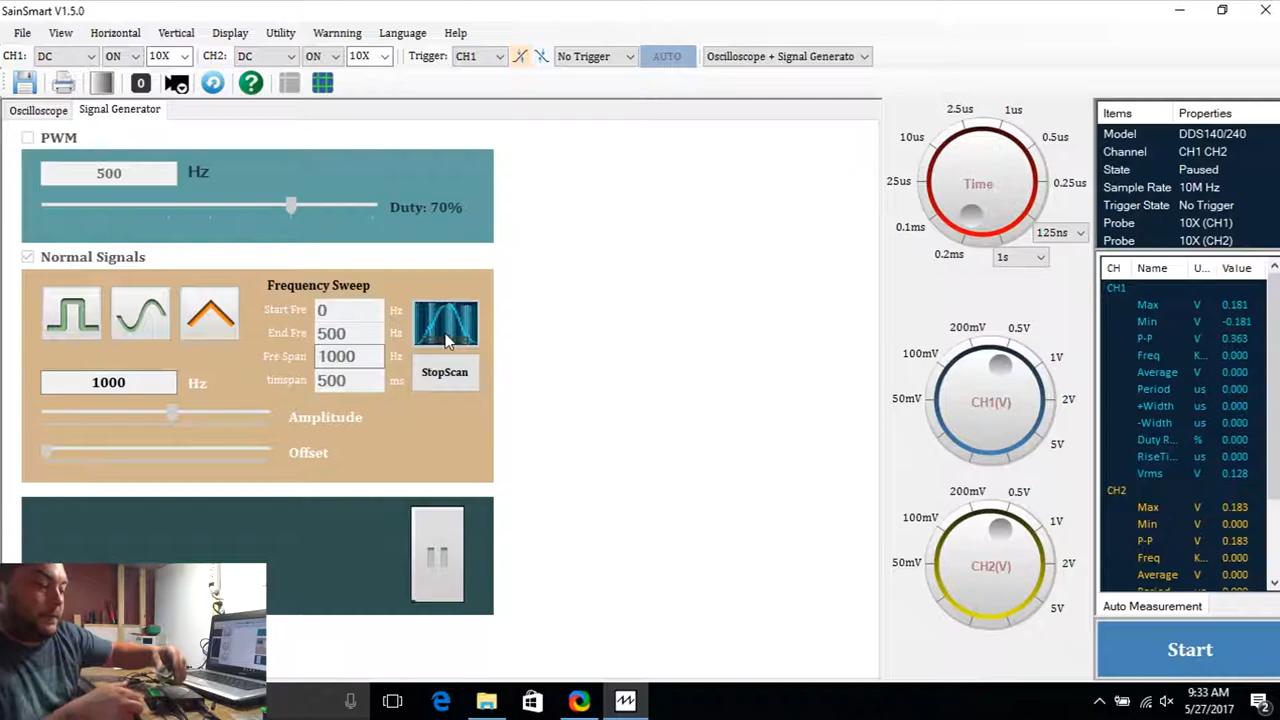 SainSmart V1.5.0
File View Horizontal Vertical Display Utility Warnning Language Help
CH1: DC ON 10X CH2: DC ON 10X Trigger: CH1 No Trigger AUTO Oscilloscope + Signal Generato
0 ?
Oscilloscope Signal Generator
PWM
500 Hz
Duty: 70%
Normal Signals
Frequency Sweep
Start Fre 0 Hz
End Fre 500 Hz
Fre Span 1000 Hz
timspan 500 ms
StopScan
1000 Hz
Amplitude
Offset
2.5us 1us
10us 0.5us
25us Time 0.25us
0.1ms 125ns
0.2ms 1s
200mV 0.5V
100mV 1V
50mV CH1(V) 2V
5V
200mV 0.5V
100mV 1V
50mV CH2(V) 2V
5V
Items Properties
Model DDS140/240
Channel CH1 CH2
State Paused
Sample Rate 10M Hz
Trigger State No Trigger
Probe 10X (CH1)
Probe 10X (CH2)
CH Name U... Value
CH1
Max V 0.181
Min V -0.181
P-P V 0.363
Freq K... 0.000
Average V 0.000
Period us 0.000
+Width us 0.000
-Width us 0.000
Duty R... % 0.000
RiseTi... us 0.000
Vrms V 0.128
CH2
Max V 0.183
Min V 0.000
P-P V 0.183
Freq K... 0.000
Average V 0.000
Auto Measurement
Start
9:33 AM
5/27/2017
2